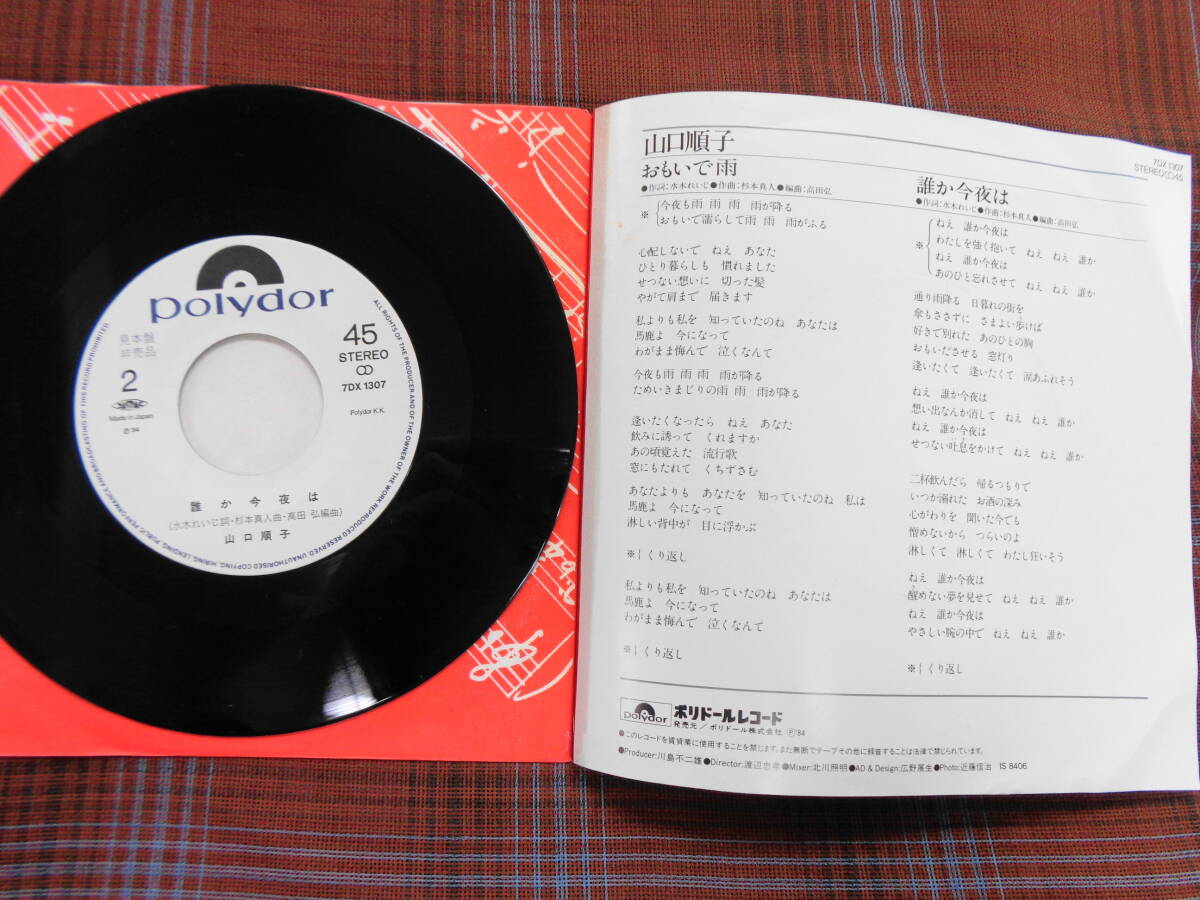 polydor
見本盤
非売品
45
STEREO
7DX 1307
2
Made in Japan
℗'84
Polydor K.K.
誰か今夜は
(水木れいじ詞・杉本真人曲・高田 弘編曲)
山口順子
ALL RIGHTS OF THE PRODUCER AND OF THE OWNER OF THE WORK REPRODUCED RESERVED. UNAUTHORISED COPYING, HIRING, LENDING, PUBLIC PERFORMANCE AND BROADCASTING OF THIS RECORD PROHIBITED
山口順子
おもいで雨
●作詞:水木れいじ●作曲:杉本真人●編曲:高田弘
※ 今夜も雨 雨 雨 雨が降る
おもいで濡らして雨 雨 雨がふる
心配しないで ねえ あなた
ひとり暮らしも 慣れました
せつない想いに 切った髪
やがて肩まで 届きます
私よりも私を 知っていたのね あなたは
馬鹿よ 今になって
わがまま悔んで 泣くなんて
今夜も雨 雨 雨 雨が降る
ためいきまじりの雨 雨 雨が降る
逢いたくなったら ねえ あなた
飲みに誘って くれますか
あの頃覚えた 流行歌
窓にもたれて くちずさむ
あなたよりも あなたを 知っていたのね 私は
馬鹿よ 今になって
淋しい背中が 目に浮かぶ
※｛くり返し
私よりも私を 知っていたのね あなたは
馬鹿よ 今になって
わがまま悔んで 泣くなんて
※｛くり返し
7DX 1307
STEREO 45
誰か今夜は
●作詞:水木れいじ●作曲:杉本真人●編曲:高田弘
※ ねえ 誰か今夜は
わたしを強く抱いて ねえ ねえ 誰か
ねえ 誰か今夜は
あのひと忘れさせて ねえ ねえ 誰か
通り雨降る 日暮れの街を
傘もささずに さまよい歩けば
好きで別れた あのひとの胸
おもいださせる 窓灯り
逢いたくて 逢いたくて 涙あふれそう
ねえ 誰か今夜は
想い出なんか消して ねえ ねえ 誰か
ねえ 誰か今夜は
せつない吐息をかけて ねえ ねえ 誰か
二杯飲んだら 帰るつもりで
いつか溺れた お酒の深み
心がわりを 聞いた今でも
憎めないから つらいのよ
淋しくて 淋しくて わたし狂いそう
ねえ 誰か今夜は
醒めない夢を見せて ねえ ねえ 誰か
ねえ 誰か今夜は
やさしい腕の中で ねえ ねえ 誰か
※｛くり返し
polydor ポリドールレコード
発売元／ポリドール株式会社 ℗'84
●このレコードを賃貸業に使用することを禁じます。また無断でテープその他に録音することは法律で禁じられています。
●Producer:川島不二雄●Director:渡辺忠孝●Mixer:北川照明●AD & Design:広野展生●Photo:近藤信治 IS 8406